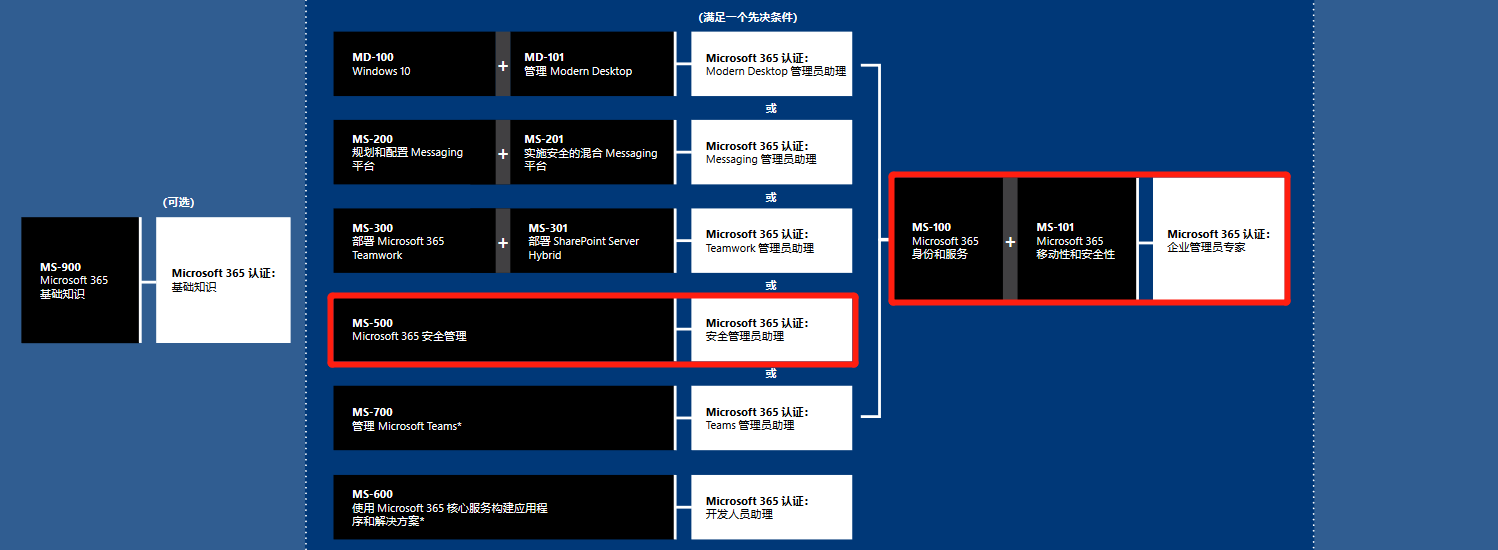 (可选)
MS-900
Microsoft 365
基础知识
Microsoft 365 认证:
基础知识
(满足一个先决条件)
MD-100
Windows 10
+
MD-101
管理 Modern Desktop
Microsoft 365 认证:
Modern Desktop 管理员助理
或
MS-200
规划和配置 Messaging
平台
+
MS-201
实施安全的混合 Messaging
平台
Microsoft 365 认证:
Messaging 管理员助理
或
MS-300
部署 Microsoft 365
Teamwork
+
MS-301
部署 SharePoint Server
Hybrid
Microsoft 365 认证:
Teamwork 管理员助理
或
MS-500
Microsoft 365 安全管理
Microsoft 365 认证:
安全管理员助理
或
MS-700
管理 Microsoft Teams*
Microsoft 365 认证:
Teams 管理员助理
MS-600
使用 Microsoft 365 核心服务构建应用程
序和解决方案*
Microsoft 365 认证:
开发人员助理
MS-100
Microsoft 365
身份和服务
+
MS-101
Microsoft 365
移动性和安全性
Microsoft 365 认证:
企业管理员专家